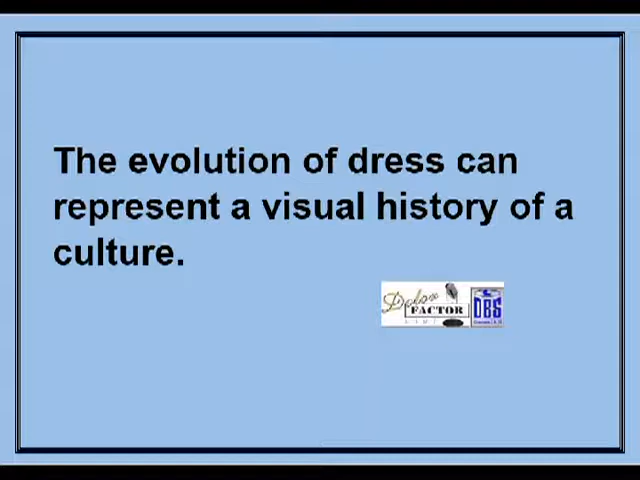 The evolution of dress can
represent a visual history of a
culture.
FACTOR
DBS